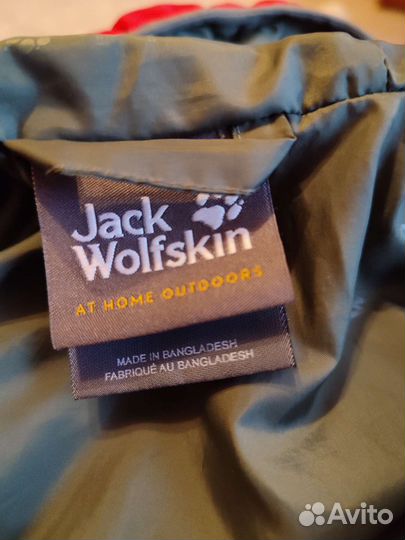 Jack
Wolfskin
AT HOME OUTDOORS
MADE IN BANGLADESH
FABRIQUÉ AU BANGLADESH
Avito